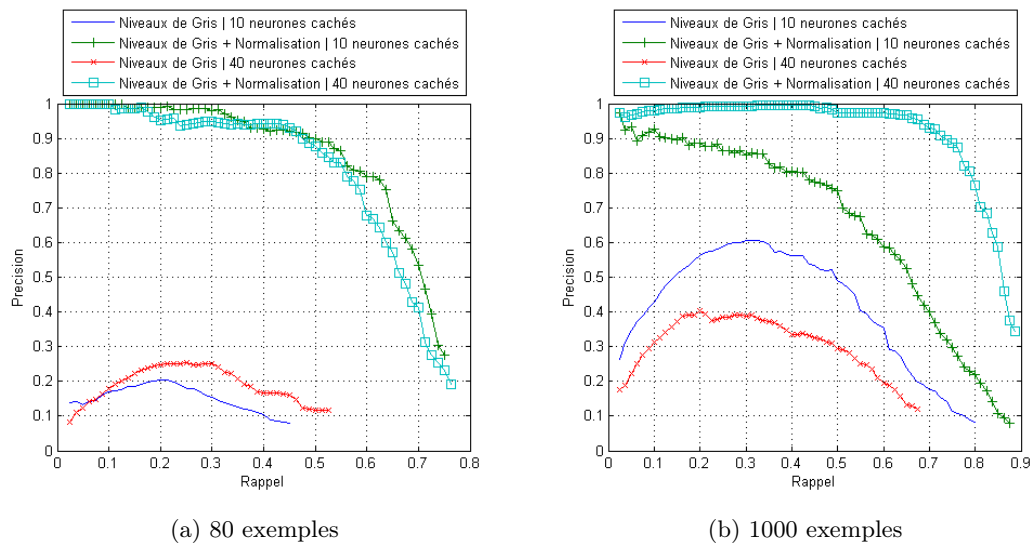 Niveaux de Gris | 10 neurones cachés
Niveaux de Gris + Normalisation | 10 neurones cachés
Niveaux de Gris | 40 neurones cachés
Niveaux de Gris + Normalisation | 40 neurones cachés
1
0.9
0.8
0.7
0.6
0.5
0.4
0.3
0.2
0.1
0
Precision
0 0.1 0.2 0.3 0.4 0.5 0.6 0.7 0.8
Rappel
(a) 80 exemples
Niveaux de Gris | 10 neurones cachés
Niveaux de Gris + Normalisation | 10 neurones cachés
Niveaux de Gris | 40 neurones cachés
Niveaux de Gris + Normalisation | 40 neurones cachés
1
0.9
0.8
0.7
0.6
0.5
0.4
0.3
0.2
0.1
0
Precision
0 0.1 0.2 0.3 0.4 0.5 0.6 0.7 0.8 0.9
Rappel
(b) 1000 exemples